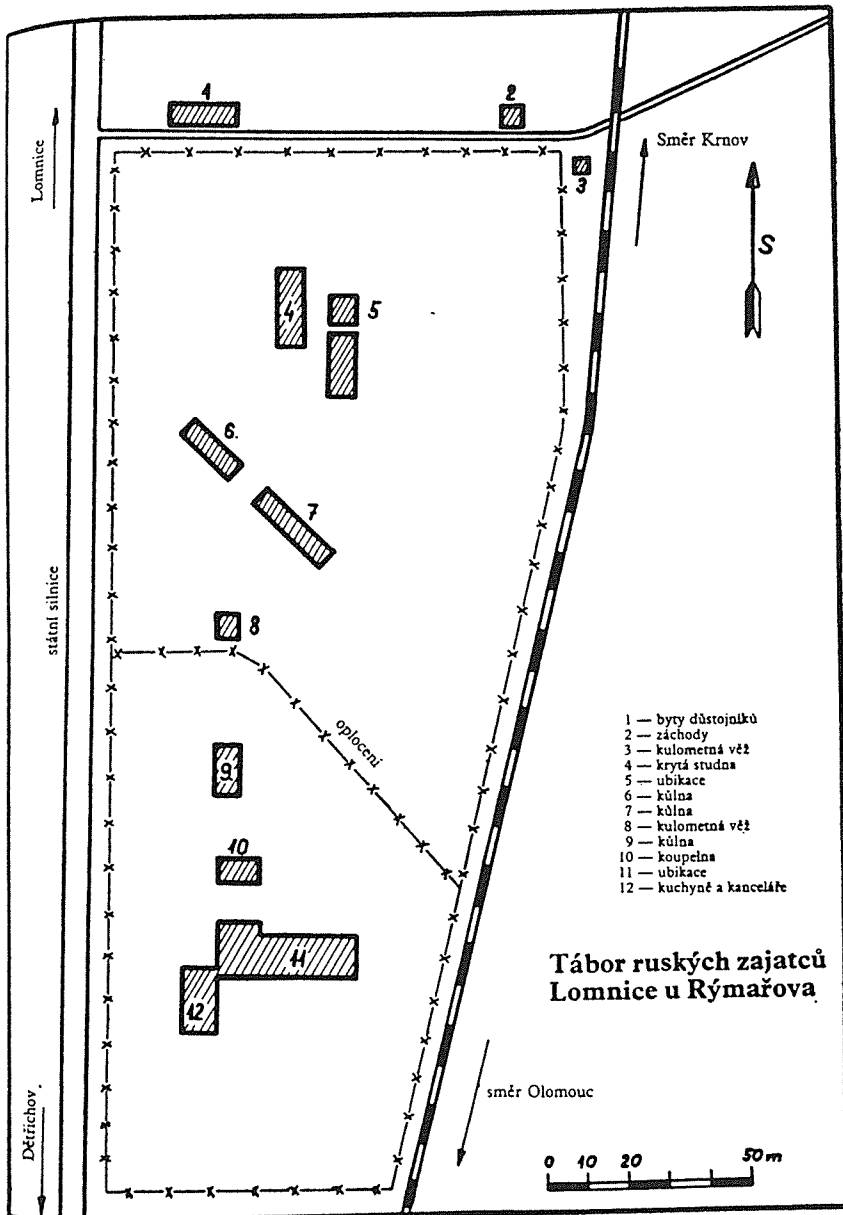 1
2
3
Lomnice
Směr Krnov
S
4
5
6.
7
8
státní silnice
oplocení
9
10
11
12
1 — byty důstojníků
2 — záchody
3 — kulometná věž
4 — krytá studna
5 — ubikace
6 — kůlna
7 — kůlna
8 — kulometná věž
9 — kůlna
10 — koupelna
11 — ubikace
12 — kuchyně a kanceláře
Tábor ruských zajatců
Lomnice u Rýmařova
směr Olomouc
Dětřichov
0 10 20 50 m